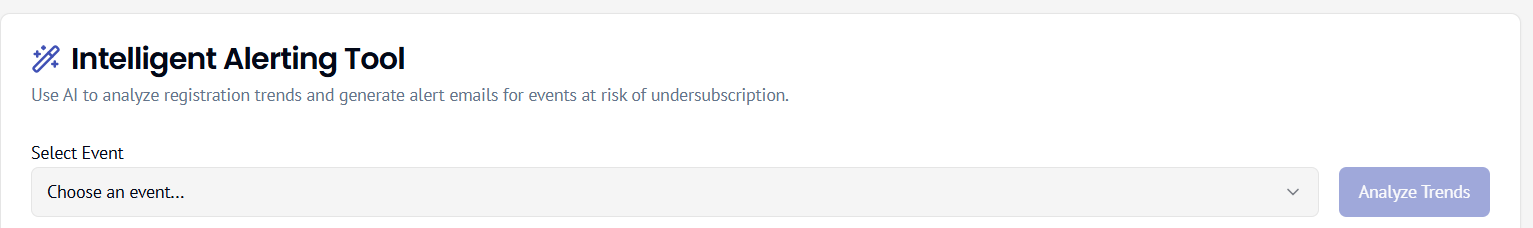 Intelligent Alerting Tool
Use AI to analyze registration trends and generate alert emails for events at risk of undersubscription.
Select Event
Choose an event...
Analyze Trends